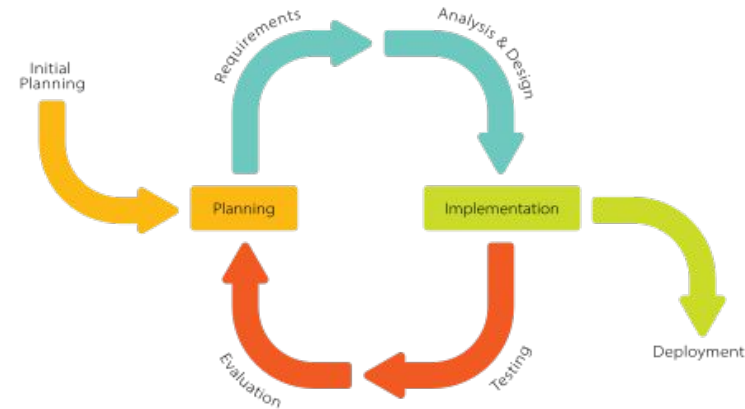 Requirements
Analysis & Design
Initial
Planning
Planning
Implementation
Evaluation
Testing
Deployment